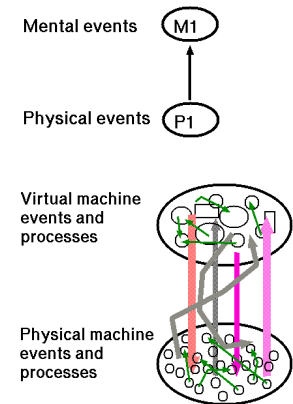 Mental events M1
Physical events P1
Virtual machine
events and
processes
Physical machine
events and
processes